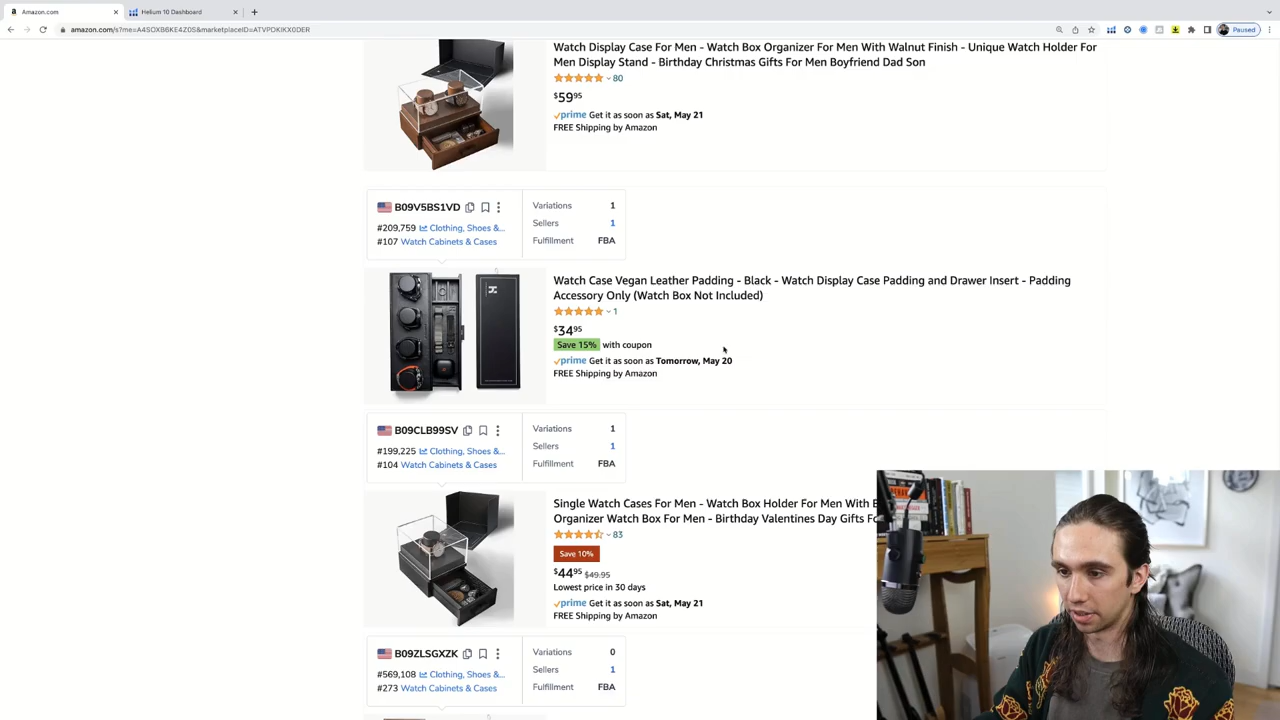 Amazon.com
Helium 10 Dashboard
amazon.com/s?me=A4SOXB6KE4Z0S&marketplaceID=ATVPDKIKX0DER
Paused
Watch Display Case For Men - Watch Box Organizer For Men With Walnut Finish - Unique Watch Holder For
Men Display Stand - Birthday Christmas Gifts For Men Boyfriend Dad Son
80
$5995
prime Get it as soon as Sat, May 21
FREE Shipping by Amazon
B09V5BS1VD
#209,759 Clothing, Shoes &...
#107 Watch Cabinets & Cases
Variations 1
Sellers 1
Fulfillment FBA
Watch Case Vegan Leather Padding - Black - Watch Display Case Padding and Drawer Insert - Padding
Accessory Only (Watch Box Not Included)
1
$3495
Save 15% with coupon
prime Get it as soon as Tomorrow, May 20
FREE Shipping by Amazon
B09CLB99SV
#199,225 Clothing, Shoes &...
#104 Watch Cabinets & Cases
Variations 1
Sellers 1
Fulfillment FBA
Single Watch Cases For Men - Watch Box Holder For Men With
Organizer Watch Box For Men - Birthday Valentines Day Gifts
83
Save 10%
$4495 $49.95
Lowest price in 30 days
prime Get it as soon as Sat, May 21
FREE Shipping by Amazon
B09ZLSGXZK
#569,108 Clothing, Shoes &...
#273 Watch Cabinets & Cases
Variations 0
Sellers 1
Fulfillment FBA